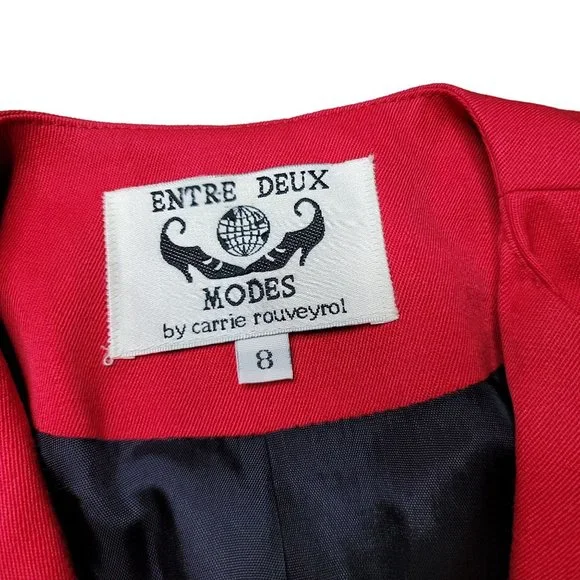 ENTRE DEUX
MODES
by carrie rouveyrol
8